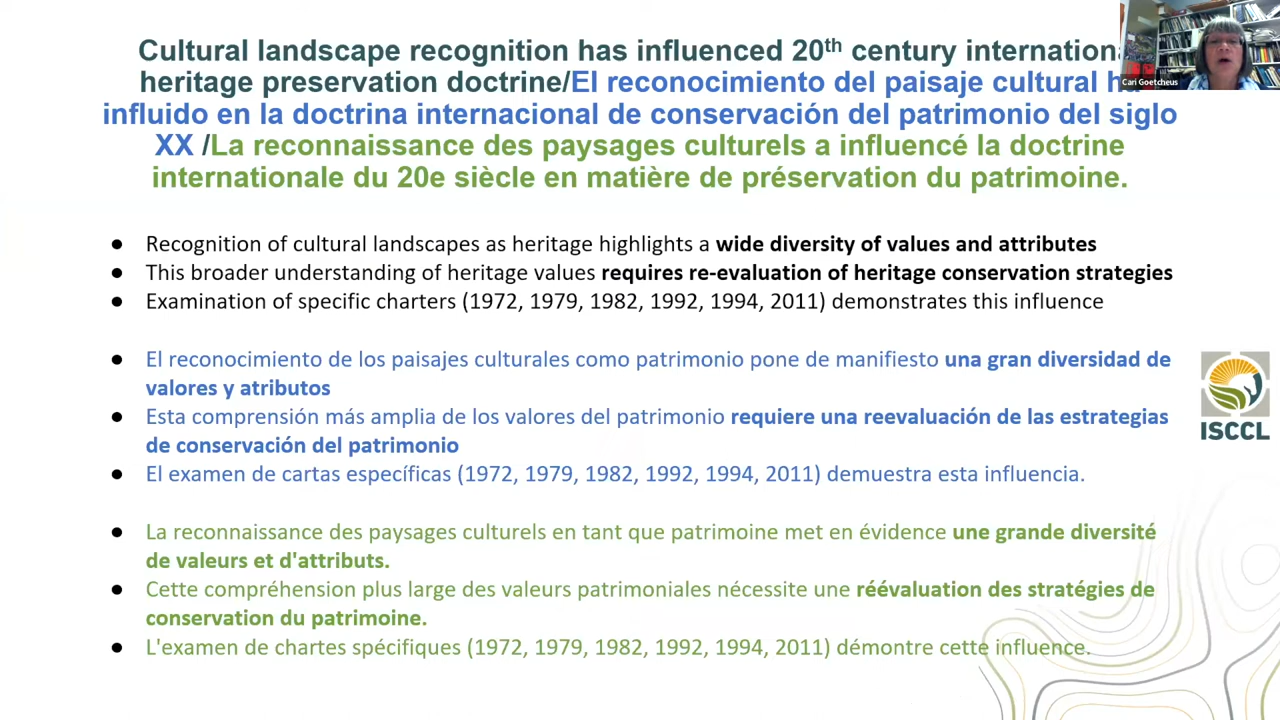 Cultural landscape recognition has influenced 20th century internationa
heritage preservation doctrine/El reconocimiento del paisaje cultural ha
influido en la doctrina internacional de conservación del patrimonio del siglo
XX /La reconnaissance des paysages culturels a influencé la doctrine
internationale du 20e siècle en matière de préservation du patrimoine.
Cari Goetcheus
● Recognition of cultural landscapes as heritage highlights a wide diversity of values and attributes
● This broader understanding of heritage values requires re-evaluation of heritage conservation strategies
● Examination of specific charters (1972, 1979, 1982, 1992, 1994, 2011) demonstrates this influence
● El reconocimiento de los paisajes culturales como patrimonio pone de manifiesto una gran diversidad de
valores y atributos
● Esta comprensión más amplia de los valores del patrimonio requiere una reevaluación de las estrategias
de conservación del patrimonio
● El examen de cartas específicas (1972, 1979, 1982, 1992, 1994, 2011) demuestra esta influencia.
ISCCL
● La reconnaissance des paysages culturels en tant que patrimoine met en évidence une grande diversité
de valeurs et d'attributs.
● Cette compréhension plus large des valeurs patrimoniales nécessite une réévaluation des stratégies de
conservation du patrimoine.
● L'examen de chartes spécifiques (1972, 1979, 1982, 1992, 1994, 2011) démontre cette influence.